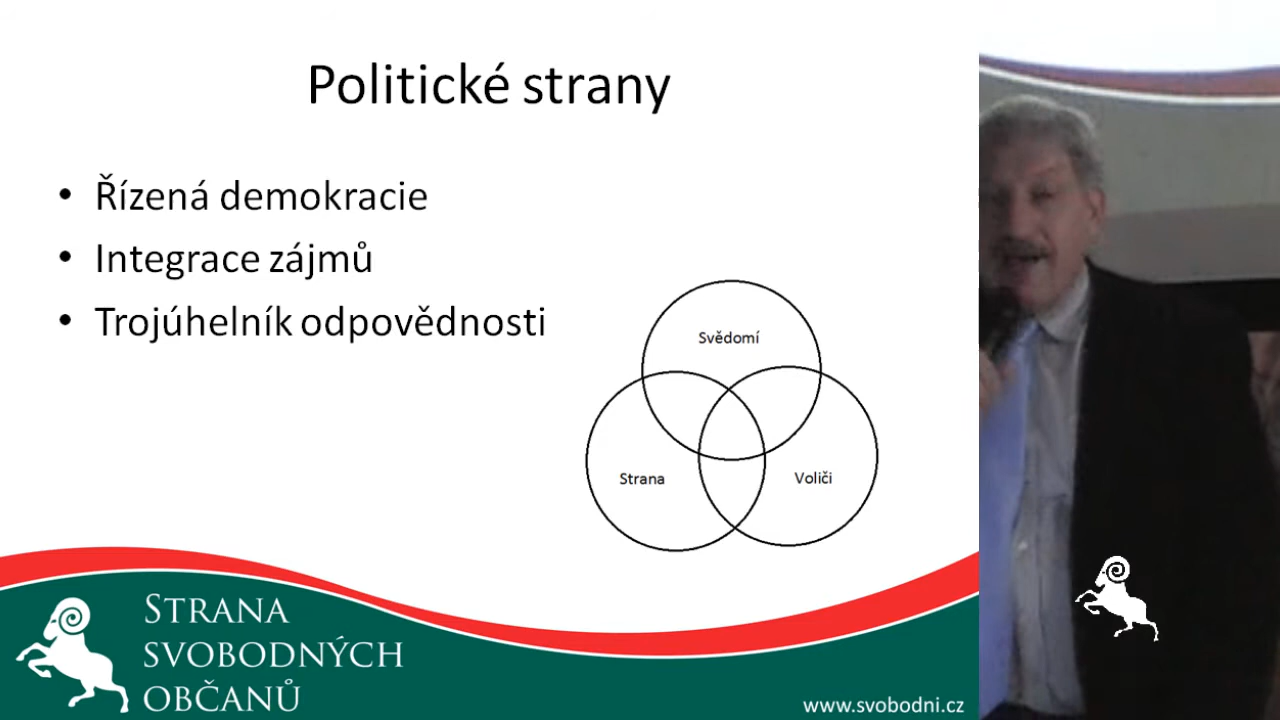 Politické strany
• Řízená demokracie
• Integrace zájmů
• Trojúhelník odpovědnosti
Svědomí
Strana
Voliči
STRANA
SVOBODNÝCH
OBČANŮ
www.svobodni.cz